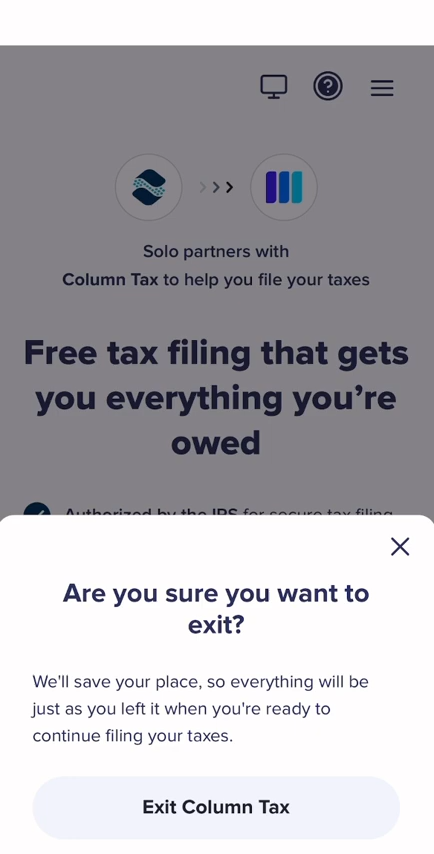 Solo partners with
Column Tax to help you file your taxes
Free tax filing that gets
you everything you’re
owed
Authorized by the IRS for secure tax filing
Are you sure you want to
exit?
We'll save your place, so everything will be
just as you left it when you're ready to
continue filing your taxes.
Exit Column Tax